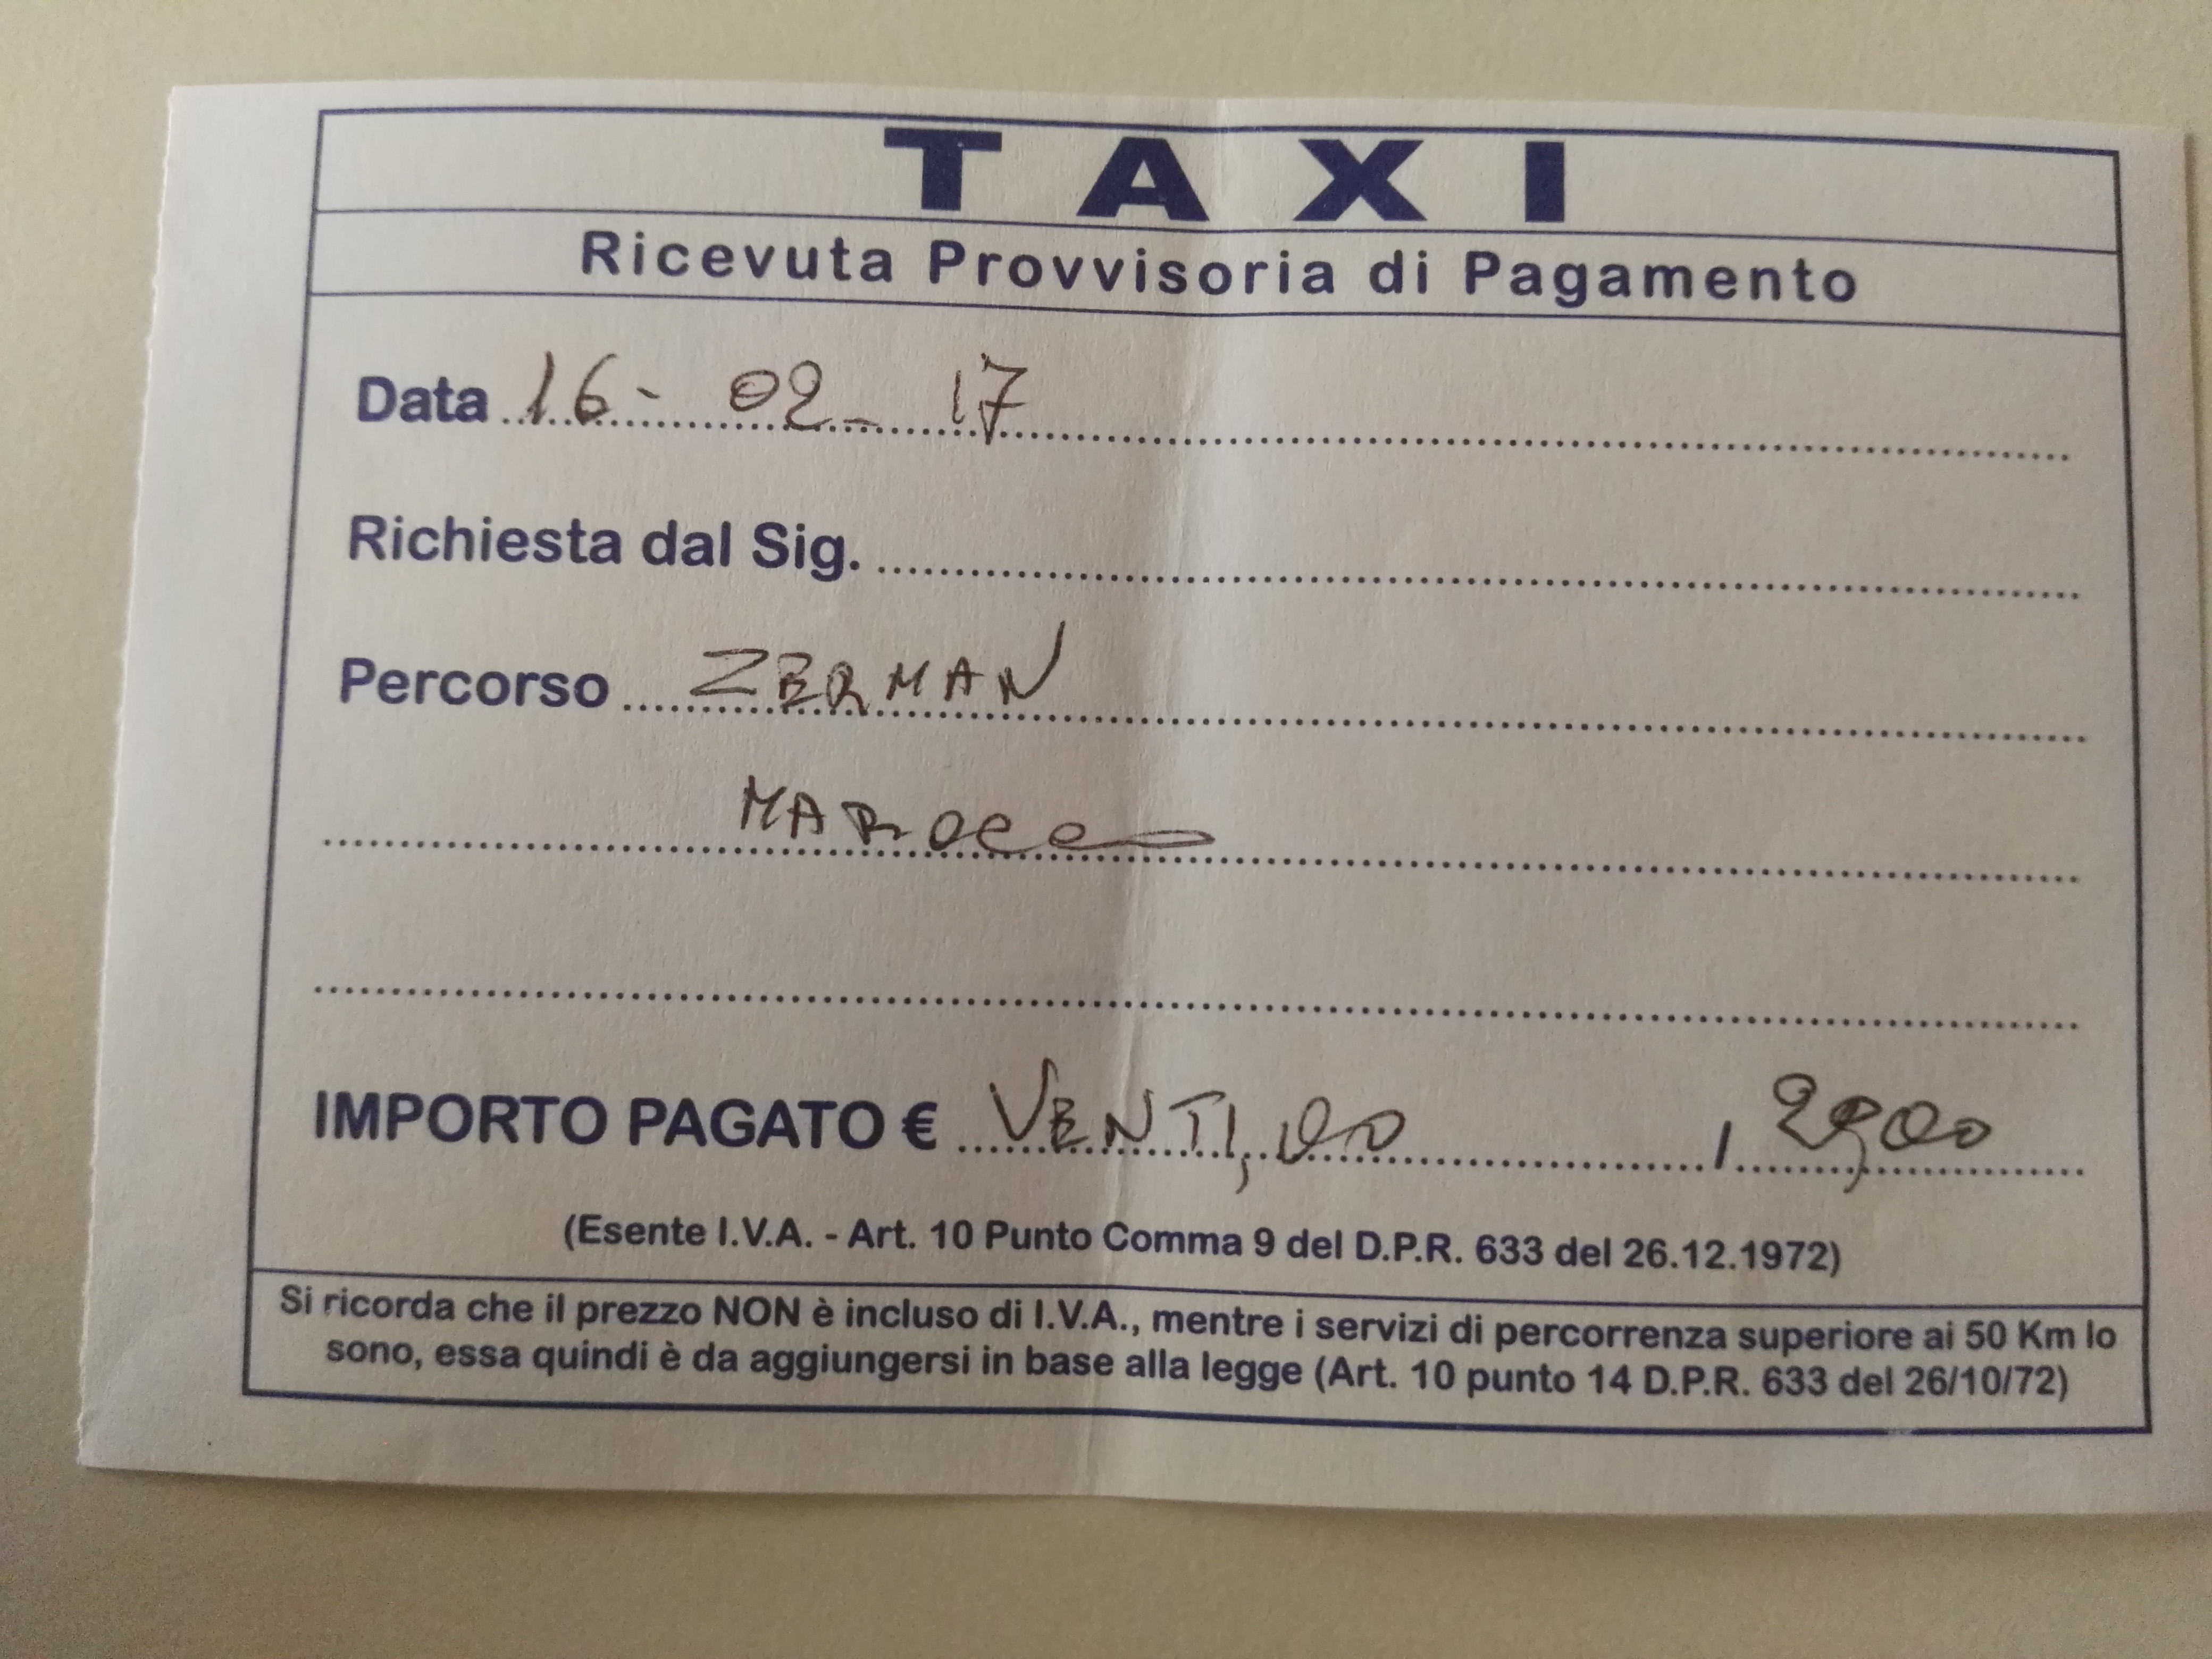 TAXI
Ricevuta Provvisoria di Pagamento
Data 16 - 02 - 17
Richiesta dal Sig.
Percorso ZERMAN
MAROCCO
IMPORTO PAGATO € VENTI,00 , 20,00
(Esente I.V.A. - Art. 10 Punto Comma 9 del D.P.R. 633 del 26.12.1972)
Si ricorda che il prezzo NON è incluso di I.V.A., mentre i servizi di percorrenza superiore ai 50 Km lo
sono, essa quindi è da aggiungersi in base alla legge (Art. 10 punto 14 D.P.R. 633 del 26/10/72)